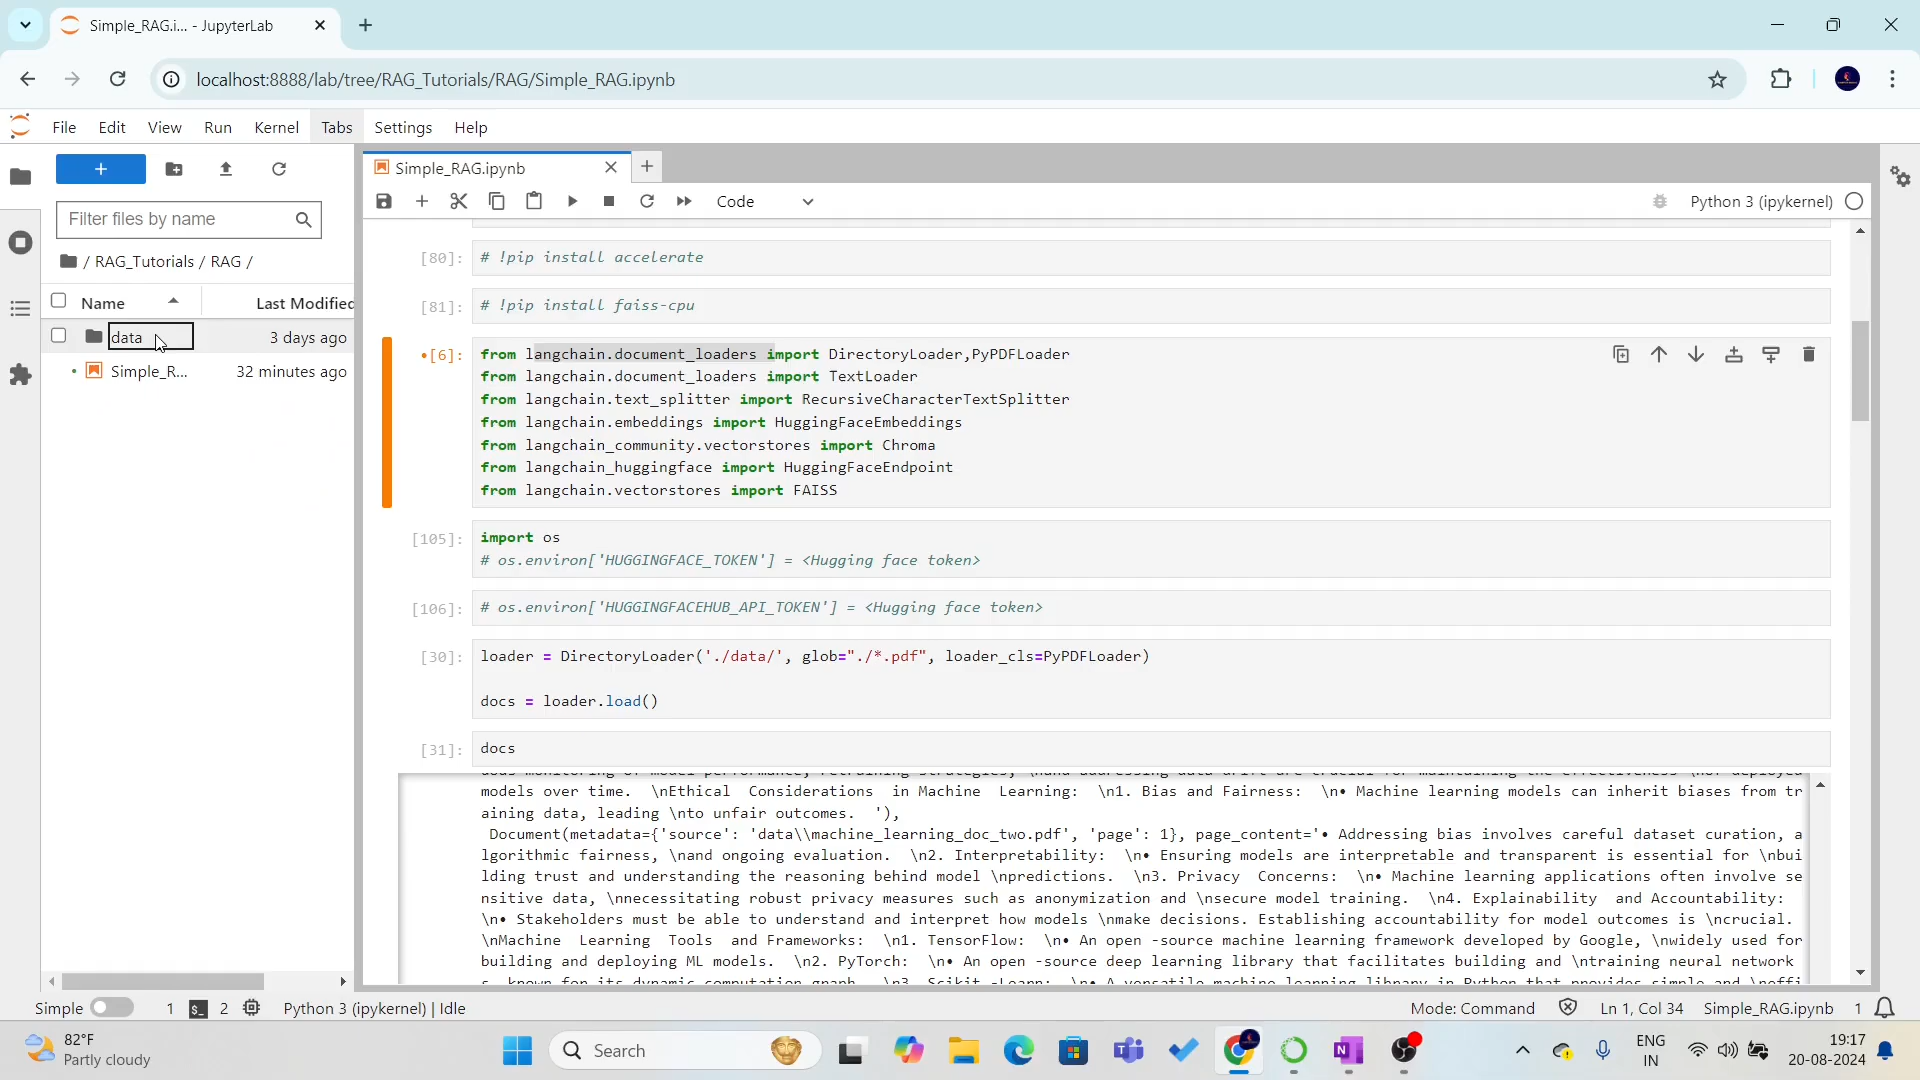 Simple_RAG.i... - JupyterLab
localhost:8888/lab/tree/RAG_Tutorials/RAG/Simple_RAG.ipynb
File Edit View Run Kernel Tabs Settings Help
Simple_RAG.ipynb
Code
Python 3 (ipykernel)
Filter files by name
/ RAG_Tutorials / RAG /
Name Last Modified
data 3 days ago
Simple_R... 32 minutes ago
[80]: # !pip install accelerate
[81]: # !pip install faiss-cpu
•[6]: from langchain.document_loaders import DirectoryLoader,PyPDFLoader
from langchain.document_loaders import TextLoader
from langchain.text_splitter import RecursiveCharacterTextSplitter
from langchain.embeddings import HuggingFaceEmbeddings
from langchain_community.vectorstores import Chroma
from langchain_huggingface import HuggingFaceEndpoint
from langchain.vectorstores import FAISS
[105]: import os
# os.environ['HUGGINGFACE_TOKEN'] = <Hugging face token>
[106]: # os.environ['HUGGINGFACEHUB_API_TOKEN'] = <Hugging face token>
[30]: loader = DirectoryLoader('./data/', glob="./*.pdf", loader_cls=PyPDFLoader)
docs = loader.load()
[31]: docs
models over time.  \nEthical  Considerations  in Machine  Learning:  \n1. Bias and Fairness:  \n• Machine learning models can inherit biases from tr
aining data, leading \nto unfair outcomes.  '),
Document(metadata={'source': 'data\\machine_learning_doc_two.pdf', 'page': 1}, page_content='• Addressing bias involves careful dataset curation, a
lgorithmic fairness, \nand ongoing evaluation.  \n2. Interpretability:  \n• Ensuring models are interpretable and transparent is essential for \nbui
lding trust and understanding the reasoning behind model \npredictions.  \n3. Privacy  Concerns:  \n• Machine learning applications often involve se
nsitive data, \nnecessitating robust privacy measures such as anonymization and \nsecure model training.  \n4. Explainability  and Accountability:
\n• Stakeholders must be able to understand and interpret how models \nmake decisions. Establishing accountability for model outcomes is \ncrucial.
\nMachine  Learning  Tools  and Frameworks:  \n1. TensorFlow:  \n• An open -source machine learning framework developed by Google, \nwidely used for
building and deploying ML models.  \n2. PyTorch:  \n• An open -source deep learning library that facilitates building and \ntraining neural network
Simple 1 2 Python 3 (ipykernel) | Idle Mode: Command Ln 1, Col 34 Simple_RAG.ipynb 1
82°F
Partly cloudy
Search
ENG
IN
19:17
20-08-2024